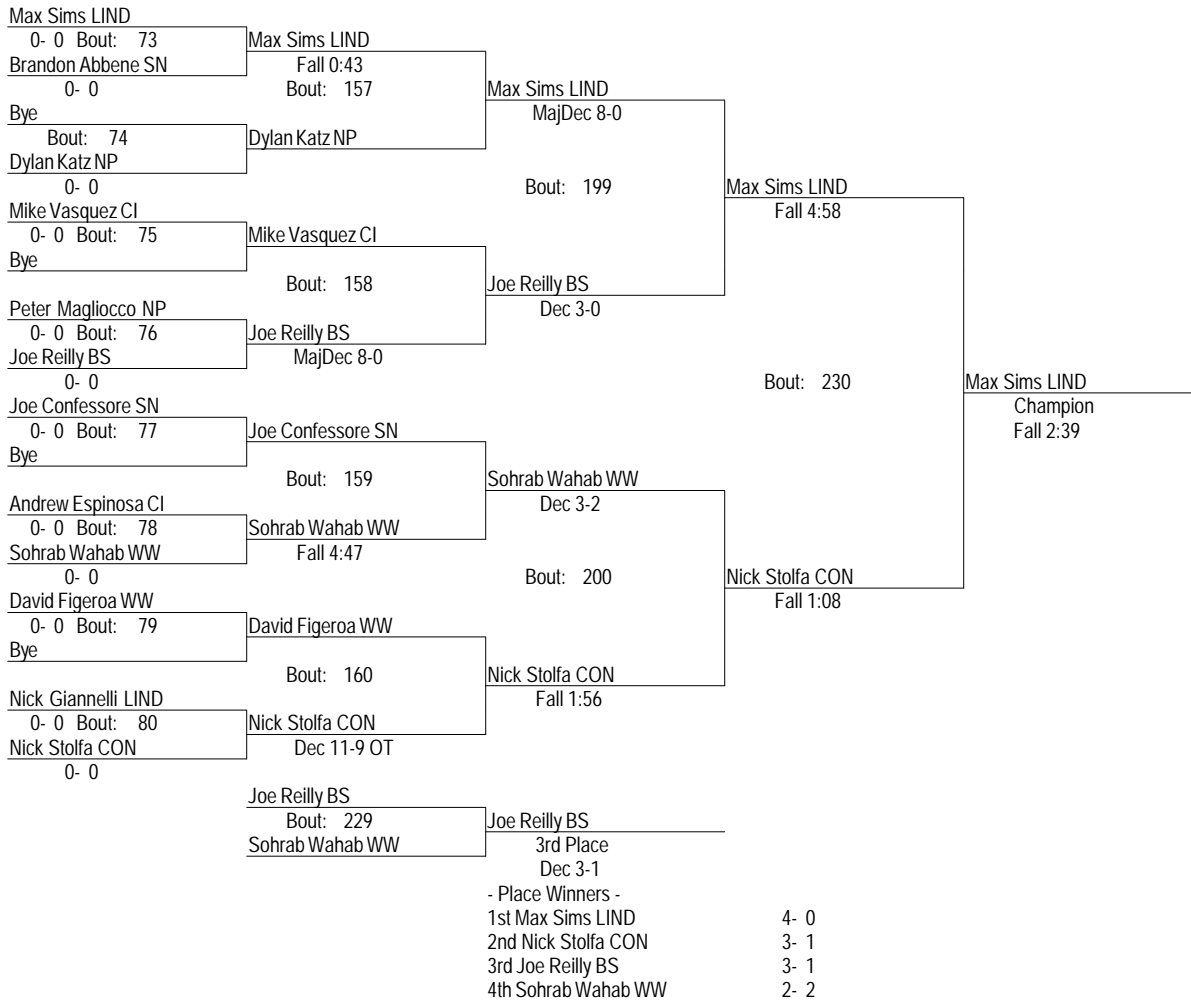 Max Sims LIND
0- 0 Bout: 73
Max Sims LIND
Brandon Abbene SN
Fall 0:43
0- 0
Bout: 157
Max Sims LIND
Bye
MajDec 8-0
Bout: 74
Dylan Katz NP
Dylan Katz NP
0- 0
Bout: 199
Max Sims LIND
Mike Vasquez CI
Fall 4:58
0- 0 Bout: 75
Mike Vasquez CI
Bye
Bout: 158
Joe Reilly BS
Peter Magliocco NP
Dec 3-0
0- 0 Bout: 76
Joe Reilly BS
Joe Reilly BS
MajDec 8-0
0- 0
Bout: 230
Max Sims LIND
Joe Confessore SN
Champion
0- 0 Bout: 77
Joe Confessore SN
Fall 2:39
Bye
Bout: 159
Sohrab Wahab WW
Andrew Espinosa CI
Dec 3-2
0- 0 Bout: 78
Sohrab Wahab WW
Sohrab Wahab WW
Fall 4:47
0- 0
Bout: 200
Nick Stolfa CON
David Figeroa WW
Fall 1:08
0- 0 Bout: 79
David Figeroa WW
Bye
Bout: 160
Nick Stolfa CON
Nick Giannelli LIND
Fall 1:56
0- 0 Bout: 80
Nick Stolfa CON
Nick Stolfa CON
Dec 11-9 OT
0- 0
Joe Reilly BS
Bout: 229
Joe Reilly BS
Sohrab Wahab WW
3rd Place
Dec 3-1
- Place Winners -
1st Max Sims LIND 4- 0
2nd Nick Stolfa CON 3- 1
3rd Joe Reilly BS 3- 1
4th Sohrab Wahab WW 2- 2